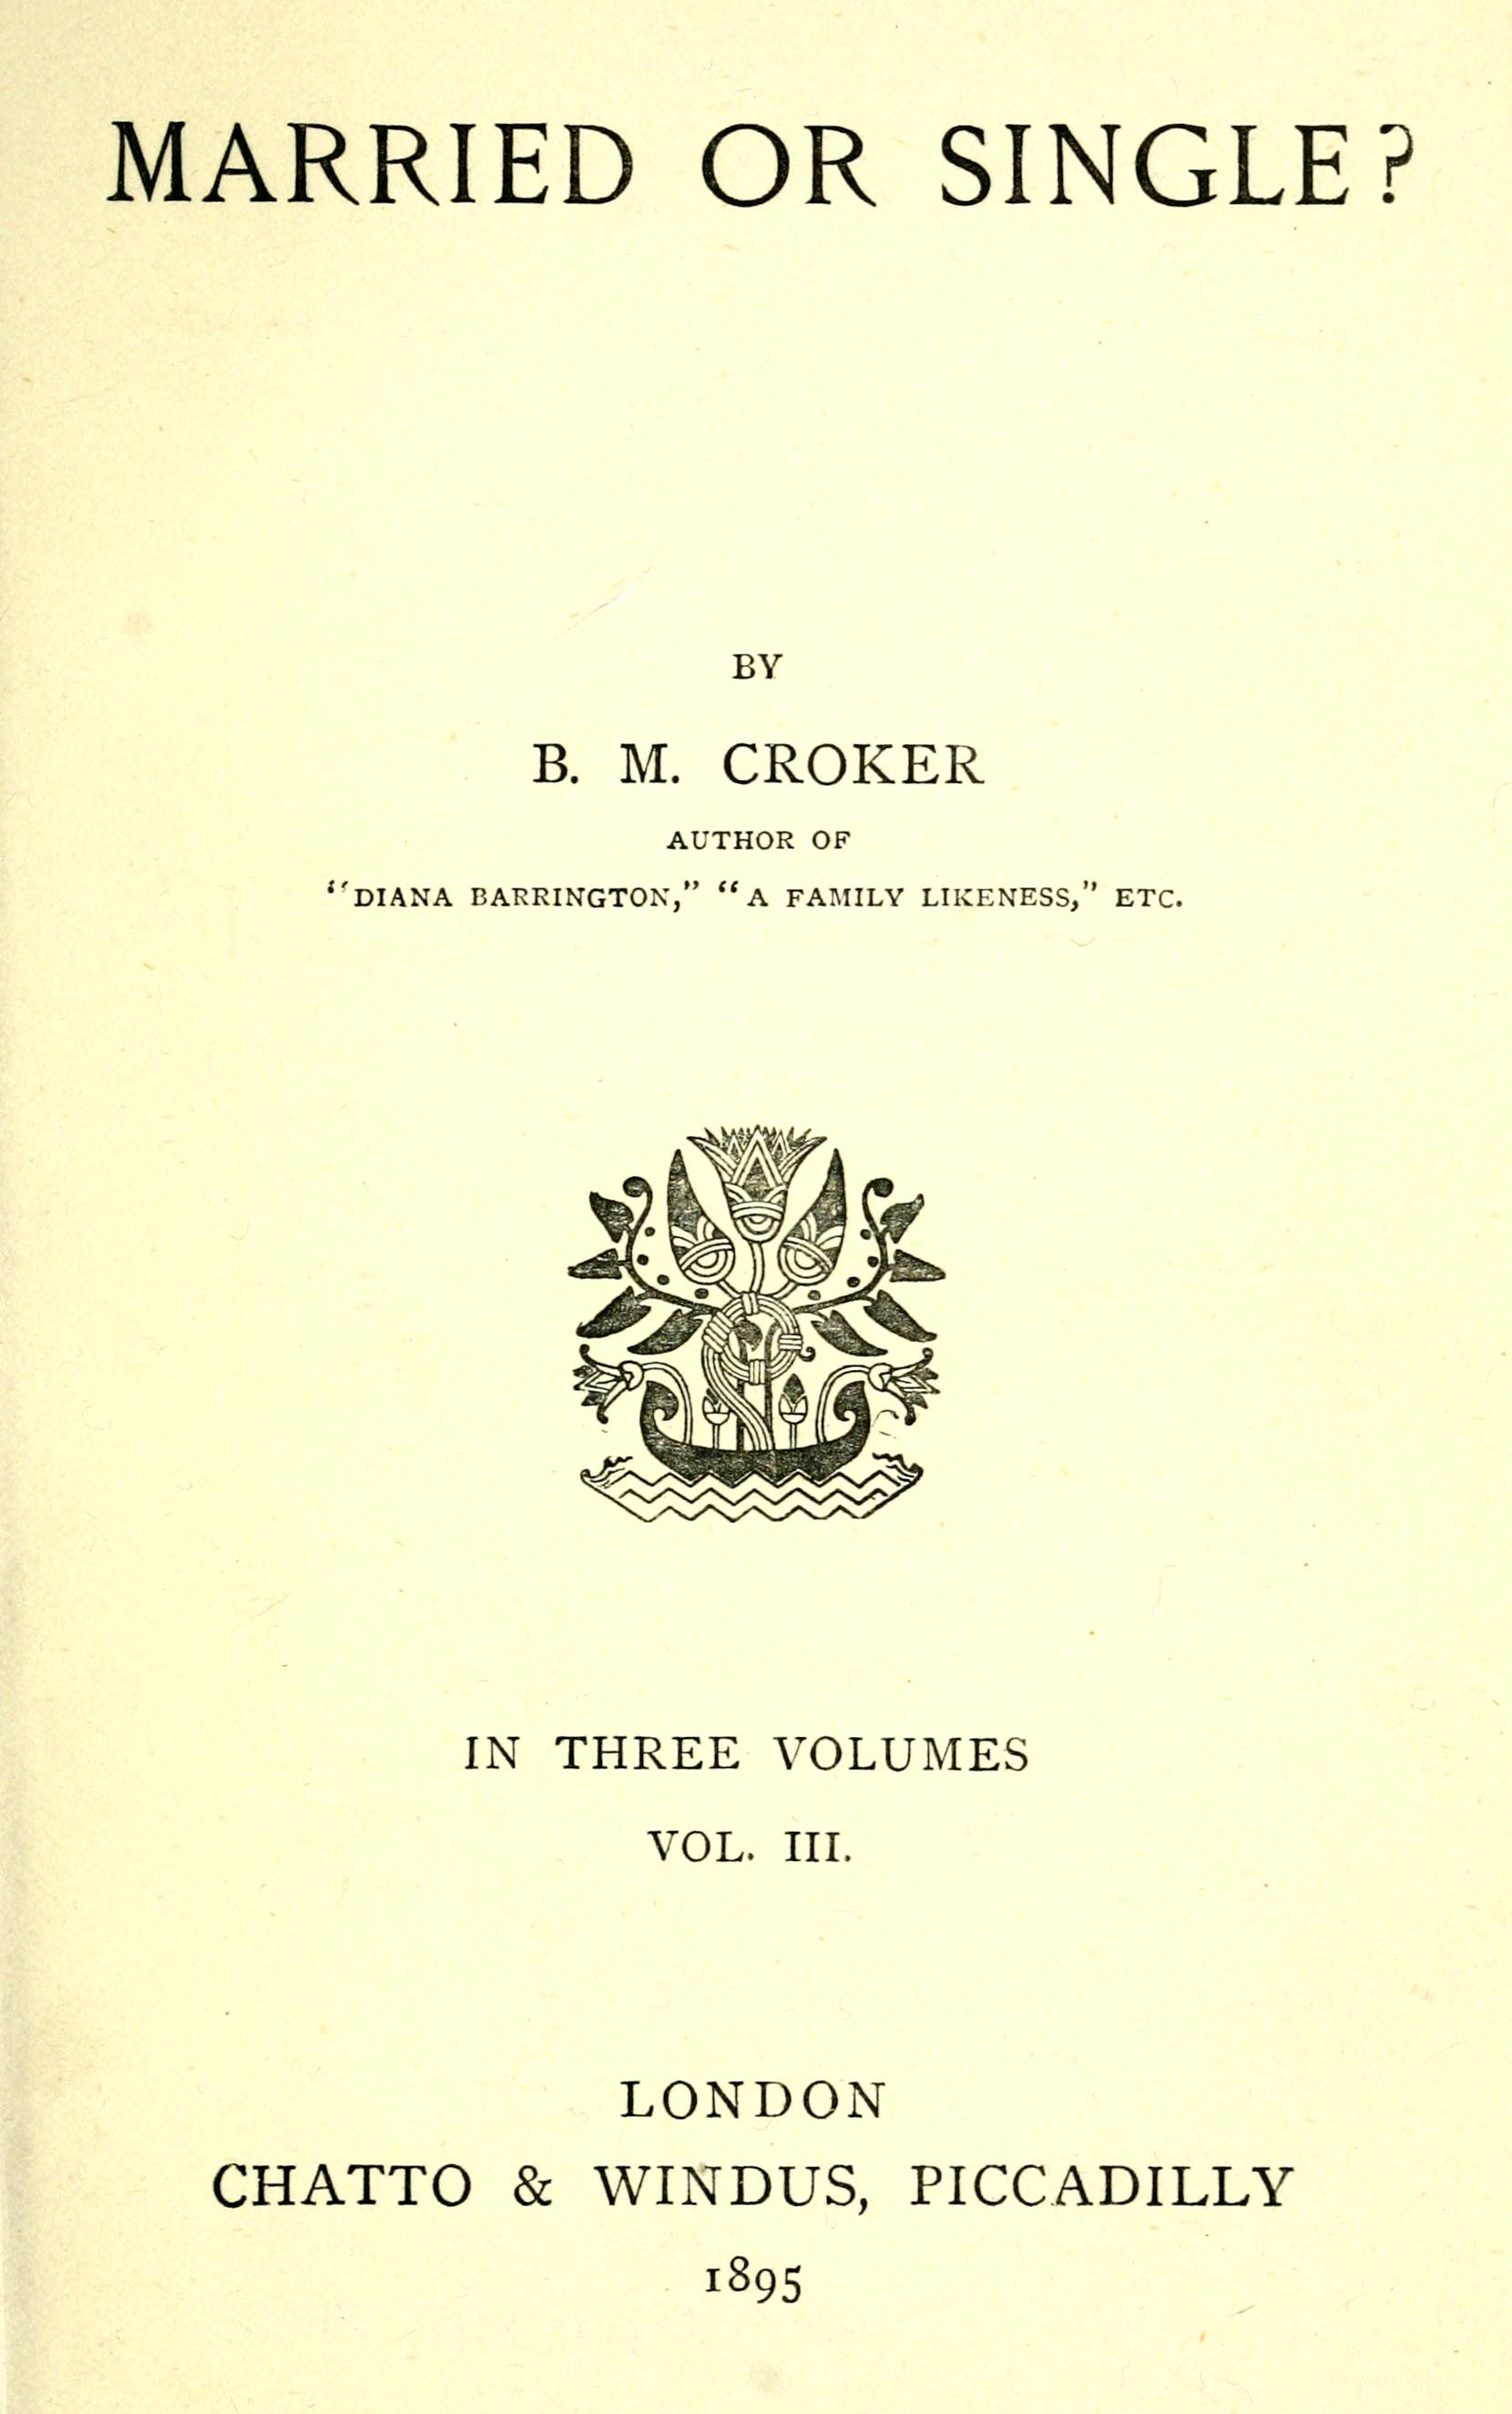 MARRIED OR SINGLE?
BY
B. M. CROKER
AUTHOR OF
“DIANA BARRINGTON,” “A FAMILY LIKENESS,” ETC.
IN THREE VOLUMES
VOL. III.
LONDON
CHATTO & WINDUS, PICCADILLY
1895